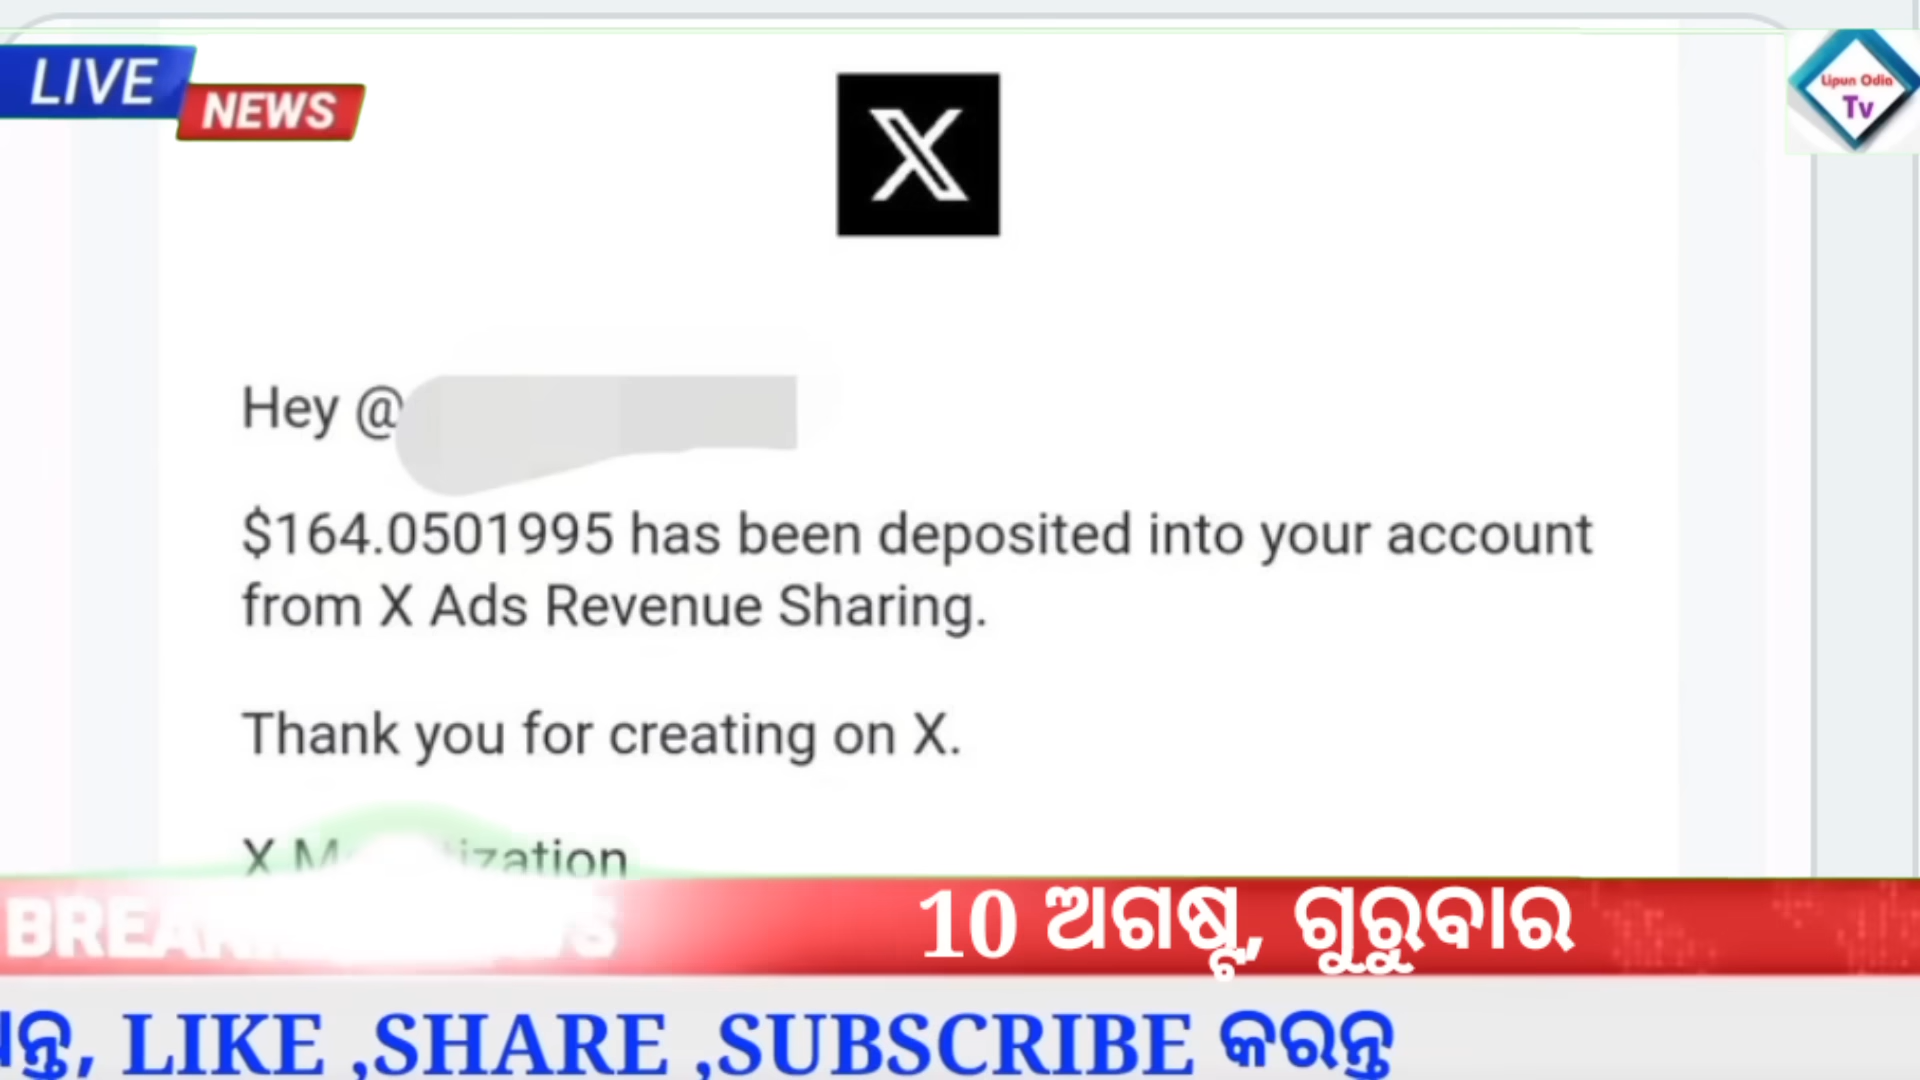 LIVE
NEWS
Lipun Odia
Tv
Hey @
$164.0501995 has been deposited into your account
from X Ads Revenue Sharing.
Thank you for creating on X.
X
10 ଅଗଷ୍ଟ, ଗୁରୁବାର
LIKE ,SHARE ,SUBSCRIBE କରନ୍ତୁ